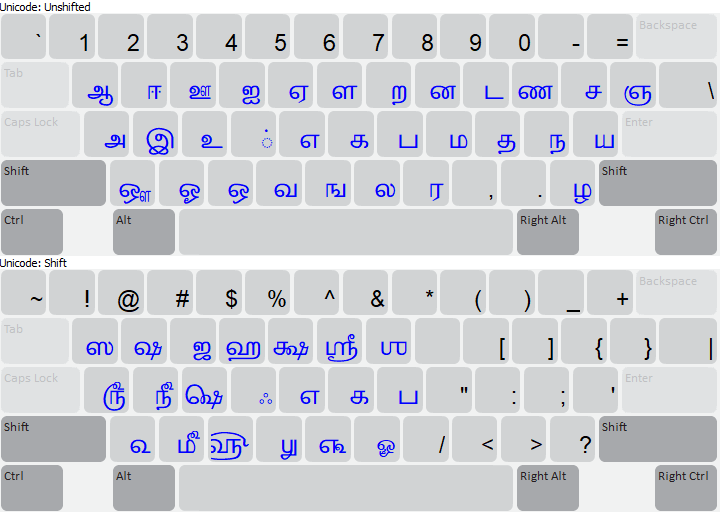 Unicode: Unshifted
` 1 2 3 4 5 6 7 8 9 0 - = Backspace
Tab ஆ ஈ ஊ ஐ ஏ ள ற ன ட ண ச ஞ \
Caps Lock அ இ உ ் எ க ப ம த ந ய Enter
Shift ஔ ஓ ஒ வ ங ல ர , . ழ Shift
Ctrl Alt Right Alt Right Ctrl
Unicode: Shift
~ ! @ # $ % ^ & * ( ) _ + Backspace
Tab ஸ ஷ ஜ ஹ க்ஷ ஸ்ரீ ஶ [ ] { } |
Caps Lock ௹ ௺ ௸ ஃ எ க ப " : ; ' Enter
Shift ௳ ௴ ௵ ௶ ௷ ௐ / < > ? Shift
Ctrl Alt Right Alt Right Ctrl